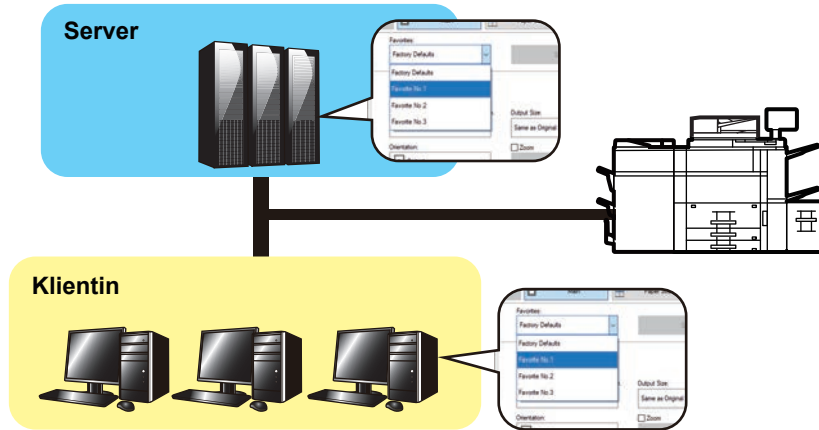 Server
Favorites:
Factory Defaults
Factory Defaults
Favorite No.1
Favorite No.2
Favorite No.3
Output Size:
Same as Original
Orientation:
Zoom
Klientin
Main
Favorites:
Factory Defaults
Factory Defaults
Favorite No.1
Favorite No.2
Favorite No.3
Output Size:
Same as Original
Orientation:
Zoom